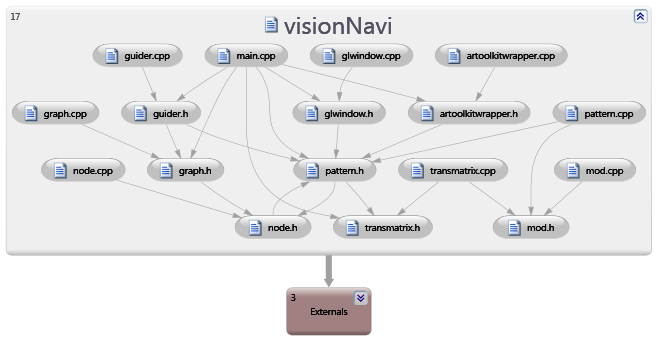 17
visionNavi
guider.cpp
main.cpp
glwindow.cpp
artoolkitwrapper.cpp
graph.cpp
guider.h
glwindow.h
artoolkitwrapper.h
pattern.cpp
node.cpp
graph.h
pattern.h
transmatrix.cpp
mod.cpp
node.h
transmatrix.h
mod.h
3
Externals